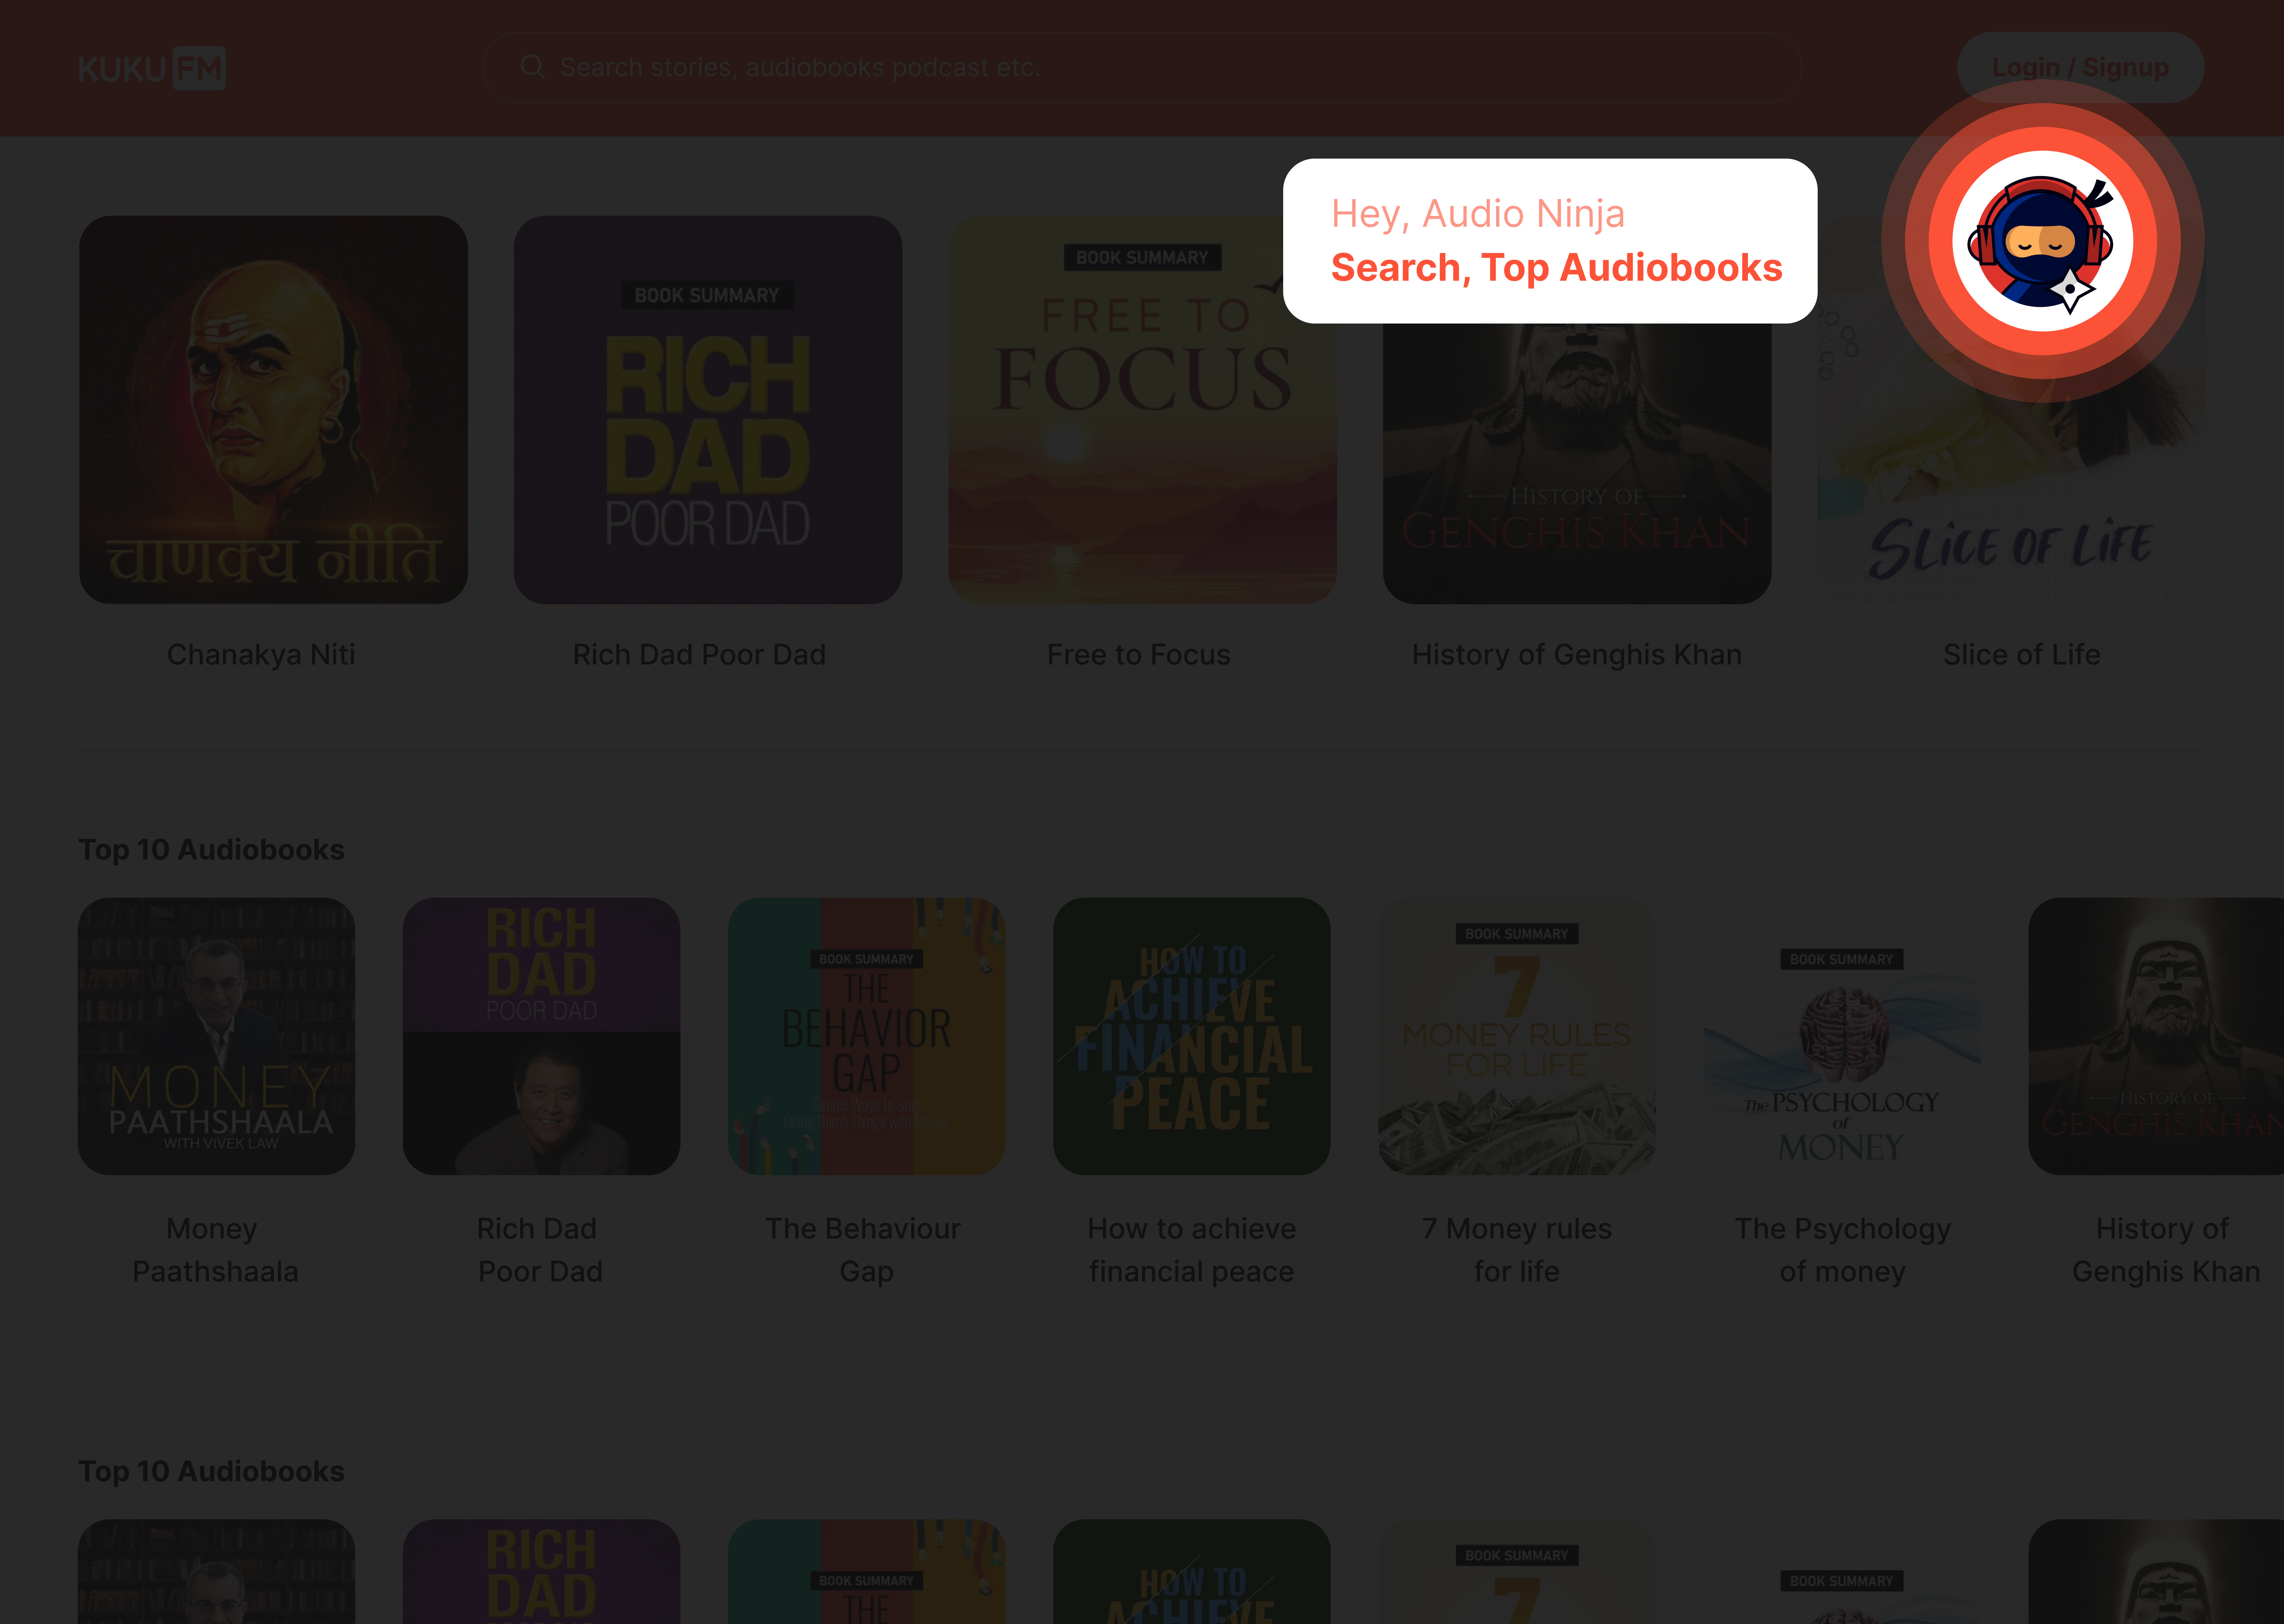 KUKU FM
Search stories, audiobooks podcast etc.
Login / Signup
Hey, Audio Ninja
Search, Top Audiobooks
चाणक्य नीति
BOOK SUMMARY
RICH
DAD
POOR DAD
BOOK SUMMARY
FREE TO
FOCUS
HISTORY OF
GENGHIS KHAN
SLICE OF LIFE
Chanakya Niti
Rich Dad Poor Dad
Free to Focus
History of Genghis Khan
Slice of Life
Top 10 Audiobooks
MONEY
PAATHSHAALA
WITH VIVEK LAW
RICH
DAD
POOR DAD
BOOK SUMMARY
THE
BEHAVIOR
GAP
Simple Ways to Stop
Doing Dumb Things with Money
HOW TO
ACHIEVE
FINANCIAL
PEACE
BOOK SUMMARY
7
MONEY RULES
FOR LIFE
BOOK SUMMARY
The PSYCHOLOGY
of
MONEY
HISTORY OF
GENGHIS KHAN
Money
Paathshaala
Rich Dad
Poor Dad
The Behaviour
Gap
How to achieve
financial peace
7 Money rules
for life
The Psychology
of money
History of
Genghis Khan
Top 10 Audiobooks
RICH
DAD
BOOK SUMMARY
THE
HOW TO
ACHIEVE
BOOK SUMMARY
7
BOOK SUMMARY